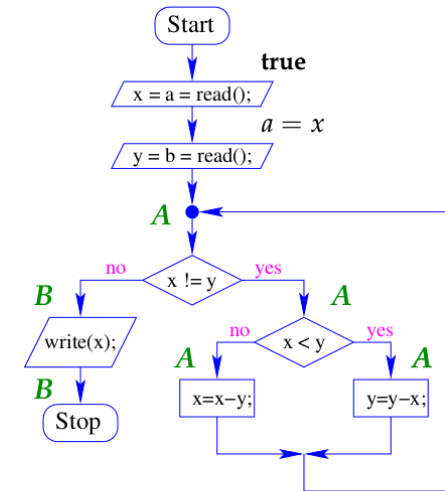 Start
true
x = a = read();
a = x
y = b = read();
A
no
x != y
yes
B
A
write(x);
no
x < y
yes
A
A
x=x−y;
y=y−x;
B
Stop